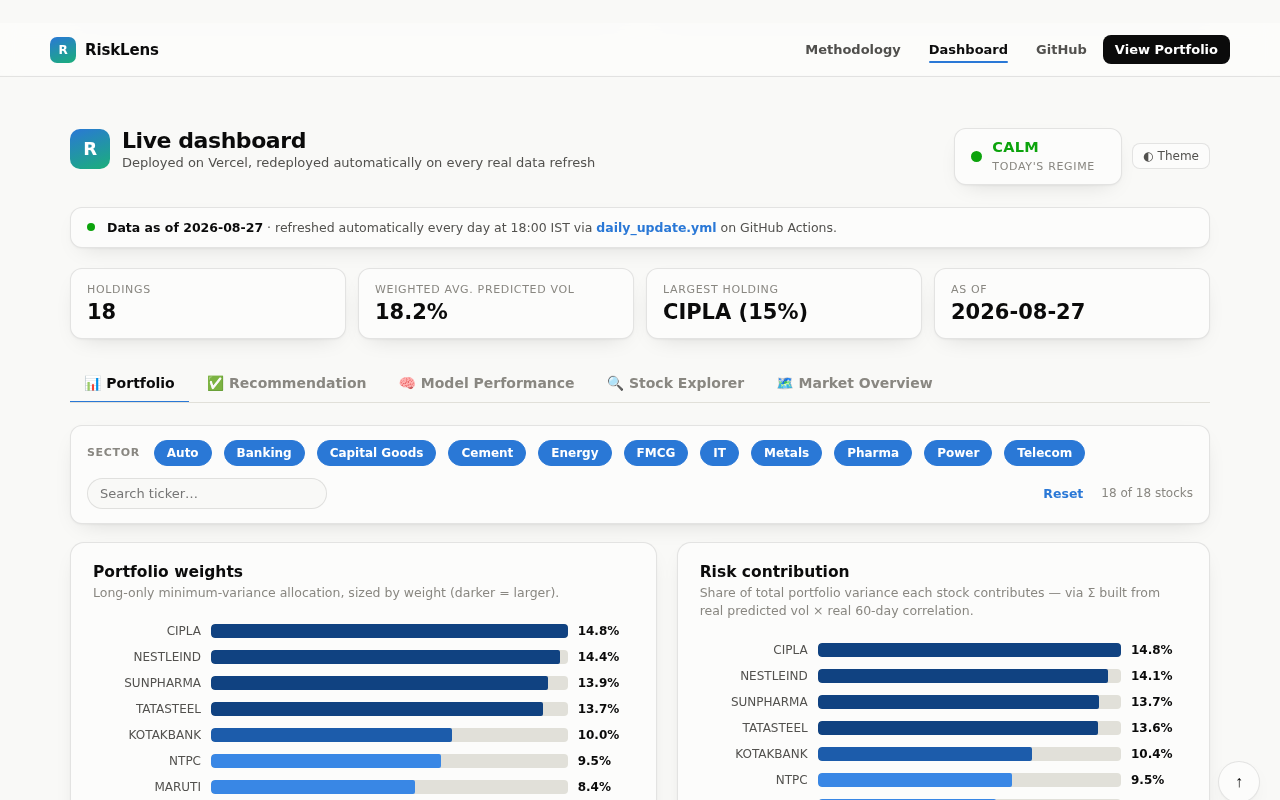 R RiskLens Methodology Dashboard GitHub View Portfolio
R Live dashboard
Deployed on Vercel, redeployed automatically on every real data refresh
CALM
TODAY'S REGIME
◐ Theme
Data as of 2026-08-27 · refreshed automatically every day at 18:00 IST via daily_update.yml on GitHub Actions.
HOLDINGS
18
WEIGHTED AVG. PREDICTED VOL
18.2%
LARGEST HOLDING
CIPLA (15%)
AS OF
2026-08-27
📊 Portfolio ✅ Recommendation 🧠 Model Performance 🔍 Stock Explorer 🗺️ Market Overview
SECTOR Auto Banking Capital Goods Cement Energy FMCG IT Metals Pharma Power Telecom
Search ticker… Reset 18 of 18 stocks
Portfolio weights
Long-only minimum-variance allocation, sized by weight (darker = larger).
CIPLA 14.8%
NESTLEIND 14.4%
SUNPHARMA 13.9%
TATASTEEL 13.7%
KOTAKBANK 10.0%
NTPC 9.5%
MARUTI 8.4%
Risk contribution
Share of total portfolio variance each stock contributes — via Σ built from
real predicted vol × real 60-day correlation.
CIPLA 14.8%
NESTLEIND 14.1%
SUNPHARMA 13.7%
TATASTEEL 13.6%
KOTAKBANK 10.4%
NTPC 9.5%
↑